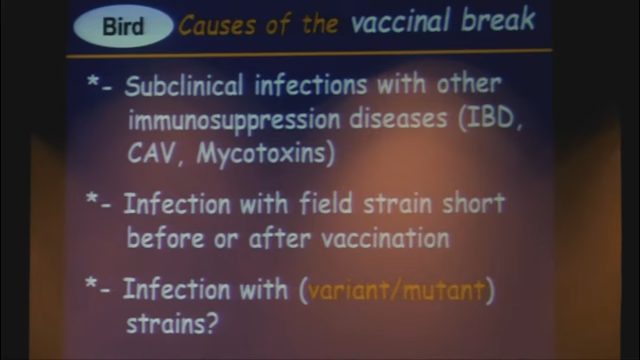 Bird Causes of the vaccinal break
*- Subclinical infections with other
immunosuppression diseases (IBD,
CAV, Mycotoxins)
*- Infection with field strain short
before or after vaccination
*- Infection with (variant/mutant)
strains?